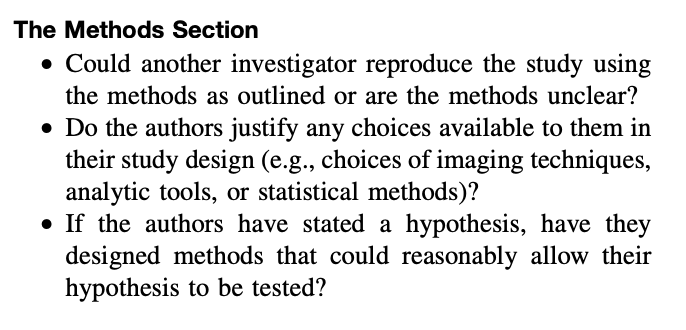 The Methods Section
• Could another investigator reproduce the study using
the methods as outlined or are the methods unclear?
• Do the authors justify any choices available to them in
their study design (e.g., choices of imaging techniques,
analytic tools, or statistical methods)?
• If the authors have stated a hypothesis, have they
designed methods that could reasonably allow their
hypothesis to be tested?